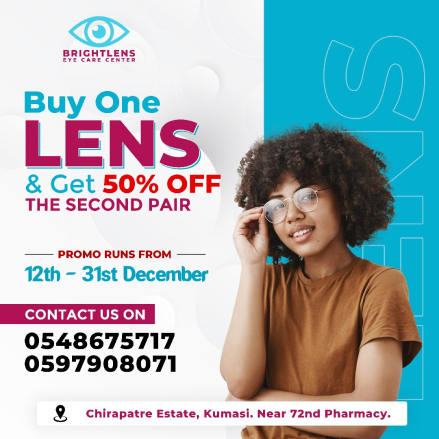 BRIGHTLENS
EYE CARE CENTER
Buy One
LENS
& Get 50% OFF
THE SECOND PAIR
PROMO RUNS FROM
12th - 31st December
CONTACT US ON
0548675717
0597908071
LENS
Chirapatre Estate, Kumasi. Near 72nd Pharmacy.